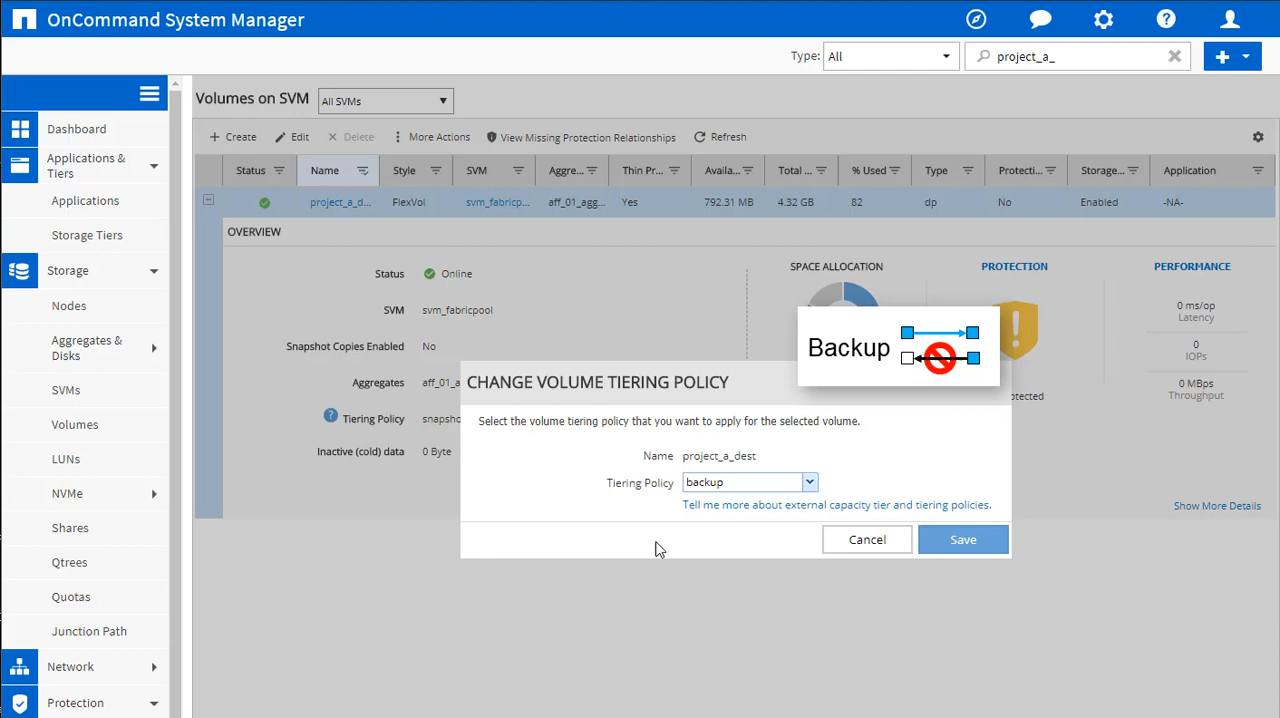 OnCommand System Manager
Type: All project_a_
Volumes on SVM All SVMs
Create Edit Delete More Actions View Missing Protection Relationships Refresh
Status Name Style SVM Aggre... Thin Pr... Availa... Total ... % Used Type Protecti... Storage... Application
project_a_d... FlexVol svm_fabricp... aff_01_agg... Yes 792.31 MB 4.32 GB 82 dp No Enabled -NA-
OVERVIEW
Status Online
SVM svm_fabricpool
Snapshot Copies Enabled No
Aggregates aff_01_a
Tiering Policy snapsho
Inactive (cold) data 0 Byte
SPACE ALLOCATION
PROTECTION
otected
PERFORMANCE
0 ms/op
Latency
0
IOPs
0 MBps
Throughput
Show More Details
Backup
CHANGE VOLUME TIERING POLICY
Select the volume tiering policy that you want to apply for the selected volume.
Name project_a_dest
Tiering Policy backup
Tell me more about external capacity tier and tiering policies.
Cancel Save
Dashboard
Applications &
Tiers
Applications
Storage Tiers
Storage
Nodes
Aggregates &
Disks
SVMs
Volumes
LUNs
NVMe
Shares
Qtrees
Quotas
Junction Path
Network
Protection